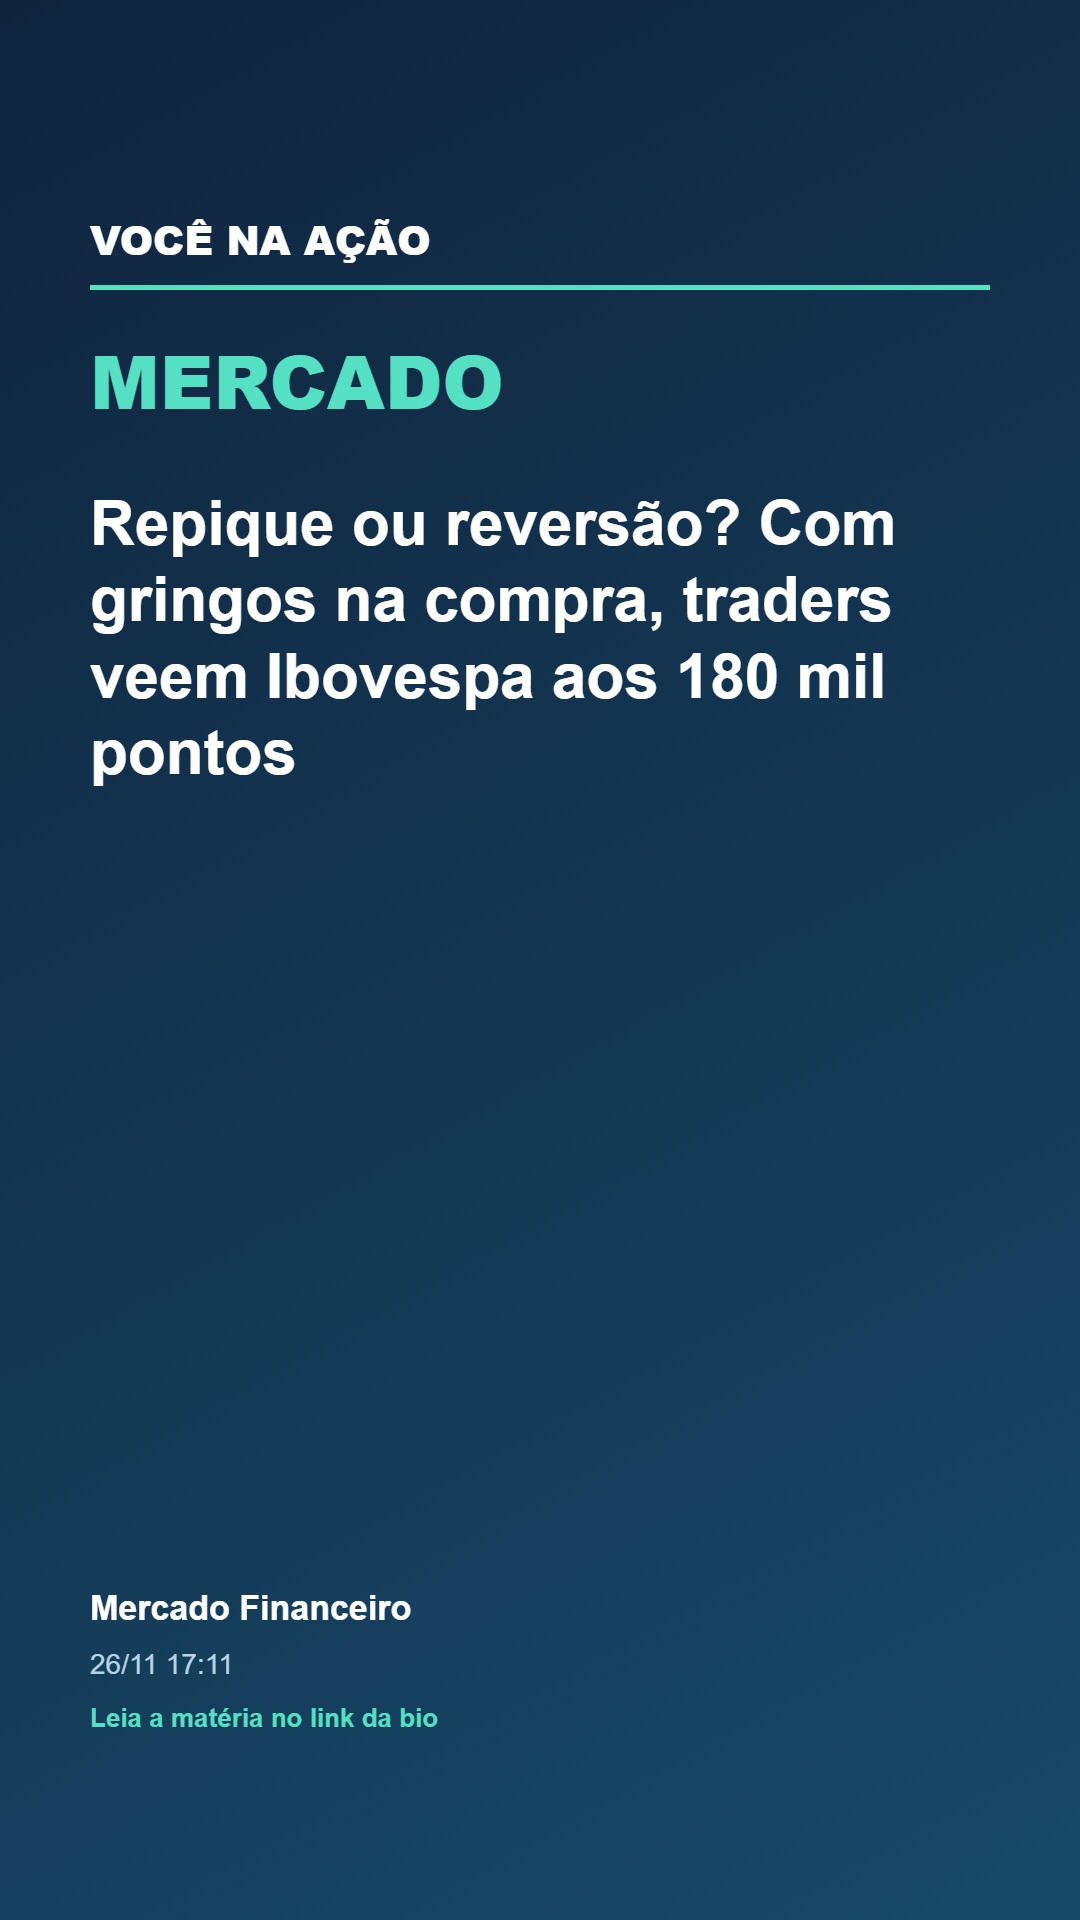 VOCÊ NA AÇÃO
MERCADO
Repique ou reversão? Com
gringos na compra, traders
veem Ibovespa aos 180 mil
pontos
Mercado Financeiro
26/11 17:11
Leia a matéria no link da bio